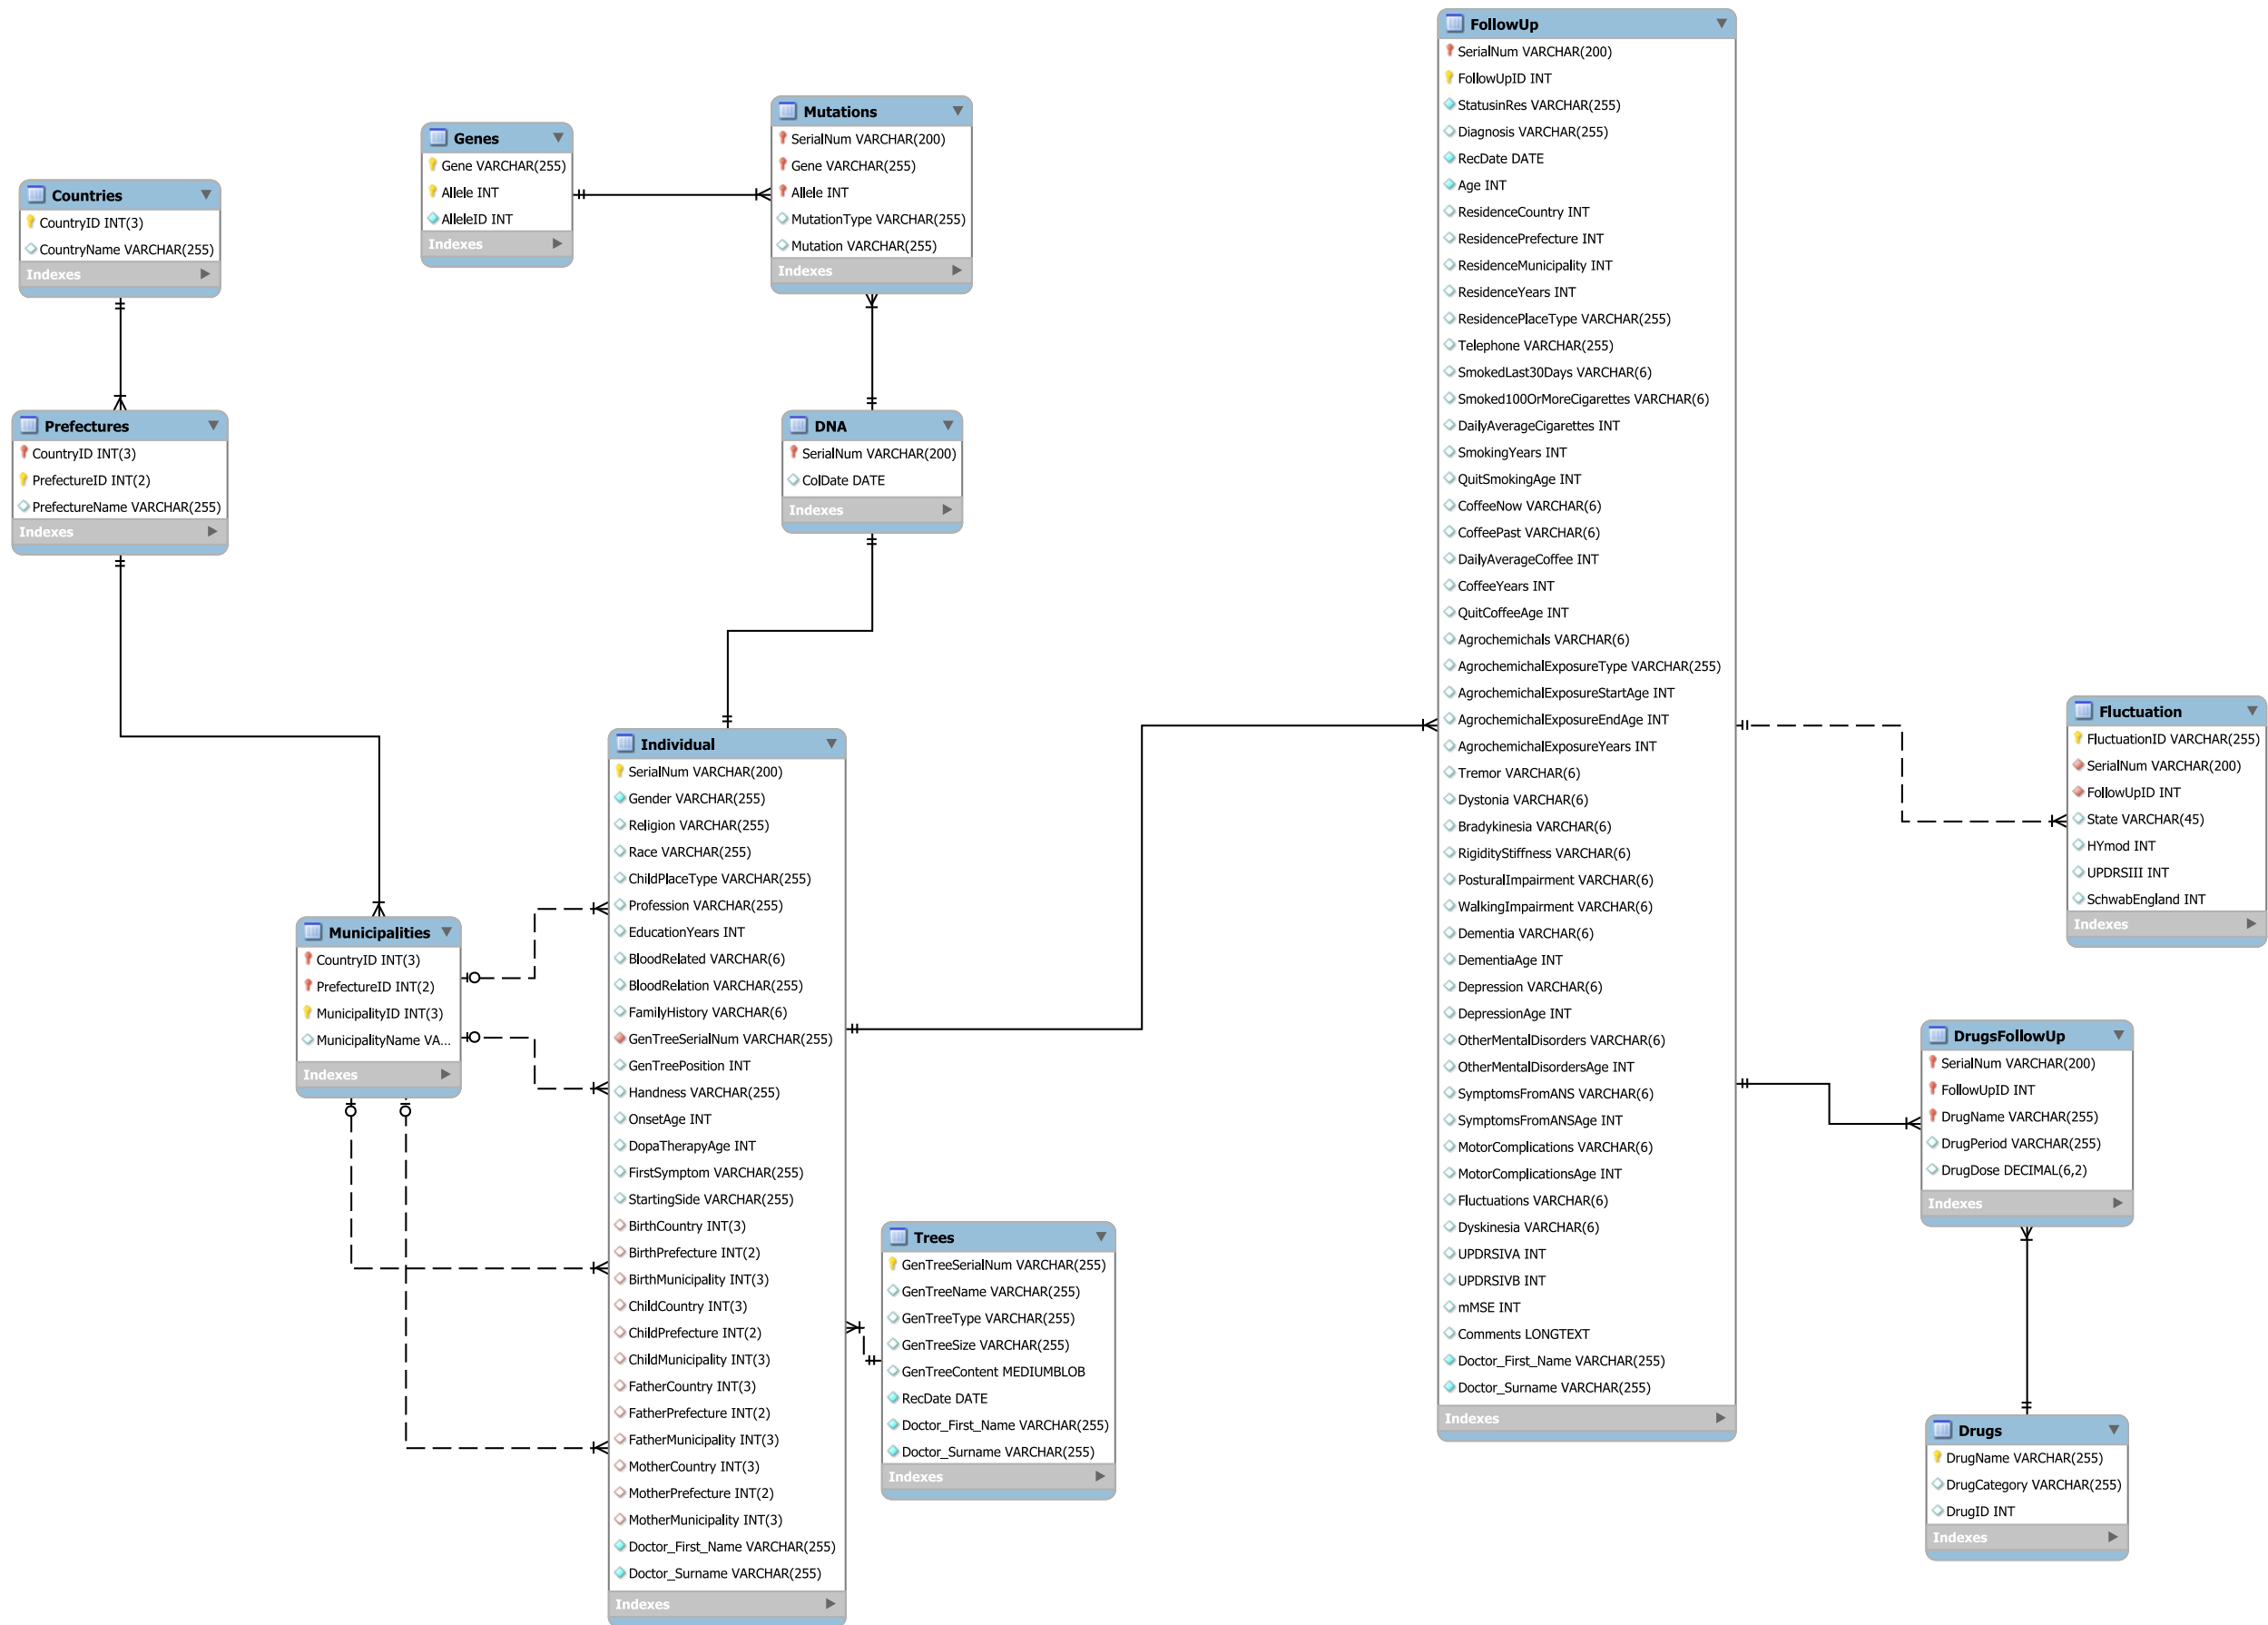 Countries
CountryID INT(3)
CountryName VARCHAR(255)
Indexes
Prefectures
CountryID INT(3)
PrefectureID INT(2)
PrefectureName VARCHAR(255)
Indexes
Municipalities
CountryID INT(3)
PrefectureID INT(2)
MunicipalityID INT(3)
MunicipalityName VA...
Indexes
Genes
Gene VARCHAR(255)
Allele INT
AlleleID INT
Indexes
Mutations
SerialNum VARCHAR(200)
Gene VARCHAR(255)
Allele INT
MutationType VARCHAR(255)
Mutation VARCHAR(255)
Indexes
DNA
SerialNum VARCHAR(200)
ColDate DATE
Indexes
Individual
SerialNum VARCHAR(200)
Gender VARCHAR(255)
Religion VARCHAR(255)
Race VARCHAR(255)
ChildPlaceType VARCHAR(255)
Profession VARCHAR(255)
EducationYears INT
BloodRelated VARCHAR(6)
BloodRelation VARCHAR(255)
FamilyHistory VARCHAR(6)
GenTreeSerialNum VARCHAR(255)
GenTreePosition INT
Handness VARCHAR(255)
OnsetAge INT
DopaTherapyAge INT
FirstSymptom VARCHAR(255)
StartingSide VARCHAR(255)
BirthCountry INT(3)
BirthPrefecture INT(2)
BirthMunicipality INT(3)
ChildCountry INT(3)
ChildPrefecture INT(2)
ChildMunicipality INT(3)
FatherCountry INT(3)
FatherPrefecture INT(2)
FatherMunicipality INT(3)
MotherCountry INT(3)
MotherPrefecture INT(2)
MotherMunicipality INT(3)
Doctor_First_Name VARCHAR(255)
Doctor_Surname VARCHAR(255)
Indexes
Trees
GenTreeSerialNum VARCHAR(255)
GenTreeName VARCHAR(255)
GenTreeType VARCHAR(255)
GenTreeSize VARCHAR(255)
GenTreeContent MEDIUMBLOB
RecDate DATE
Doctor_First_Name VARCHAR(255)
Doctor_Surname VARCHAR(255)
Indexes
FollowUp
SerialNum VARCHAR(200)
FollowUpID INT
StatusinRes VARCHAR(255)
Diagnosis VARCHAR(255)
RecDate DATE
Age INT
ResidenceCountry INT
ResidencePrefecture INT
ResidenceMunicipality INT
ResidenceYears INT
ResidencePlaceType VARCHAR(255)
Telephone VARCHAR(255)
SmokedLast30Days VARCHAR(6)
Smoked100OrMoreCigarettes VARCHAR(6)
DailyAverageCigarettes INT
SmokingYears INT
QuitSmokingAge INT
CoffeeNow VARCHAR(6)
CoffeePast VARCHAR(6)
DailyAverageCoffee INT
CoffeeYears INT
QuitCoffeeAge INT
Agrochemichals VARCHAR(6)
AgrochemichalExposureType VARCHAR(255)
AgrochemichalExposureStartAge INT
AgrochemichalExposureEndAge INT
AgrochemichalExposureYears INT
Tremor VARCHAR(6)
Dystonia VARCHAR(6)
Bradykinesia VARCHAR(6)
RigidityStiffness VARCHAR(6)
PosturalImpairment VARCHAR(6)
WalkingImpairment VARCHAR(6)
Dementia VARCHAR(6)
DementiaAge INT
Depression VARCHAR(6)
DepressionAge INT
OtherMentalDisorders VARCHAR(6)
OtherMentalDisordersAge INT
SymptomsFromANS VARCHAR(6)
SymptomsFromANSAge INT
MotorComplications VARCHAR(6)
MotorComplicationsAge INT
Fluctuations VARCHAR(6)
Dyskinesia VARCHAR(6)
UPDRSIVA INT
UPDRSIVB INT
mMSE INT
Comments LONGTEXT
Doctor_First_Name VARCHAR(255)
Doctor_Surname VARCHAR(255)
Indexes
Fluctuation
FluctuationID VARCHAR(255)
SerialNum VARCHAR(200)
FollowUpID INT
State VARCHAR(45)
HYmod INT
UPDRSIII INT
SchwabEngland INT
Indexes
DrugsFollowUp
SerialNum VARCHAR(200)
FollowUpID INT
DrugName VARCHAR(255)
DrugPeriod VARCHAR(255)
DrugDose DECIMAL(6,2)
Indexes
Drugs
DrugName VARCHAR(255)
DrugCategory VARCHAR(255)
DrugID INT
Indexes